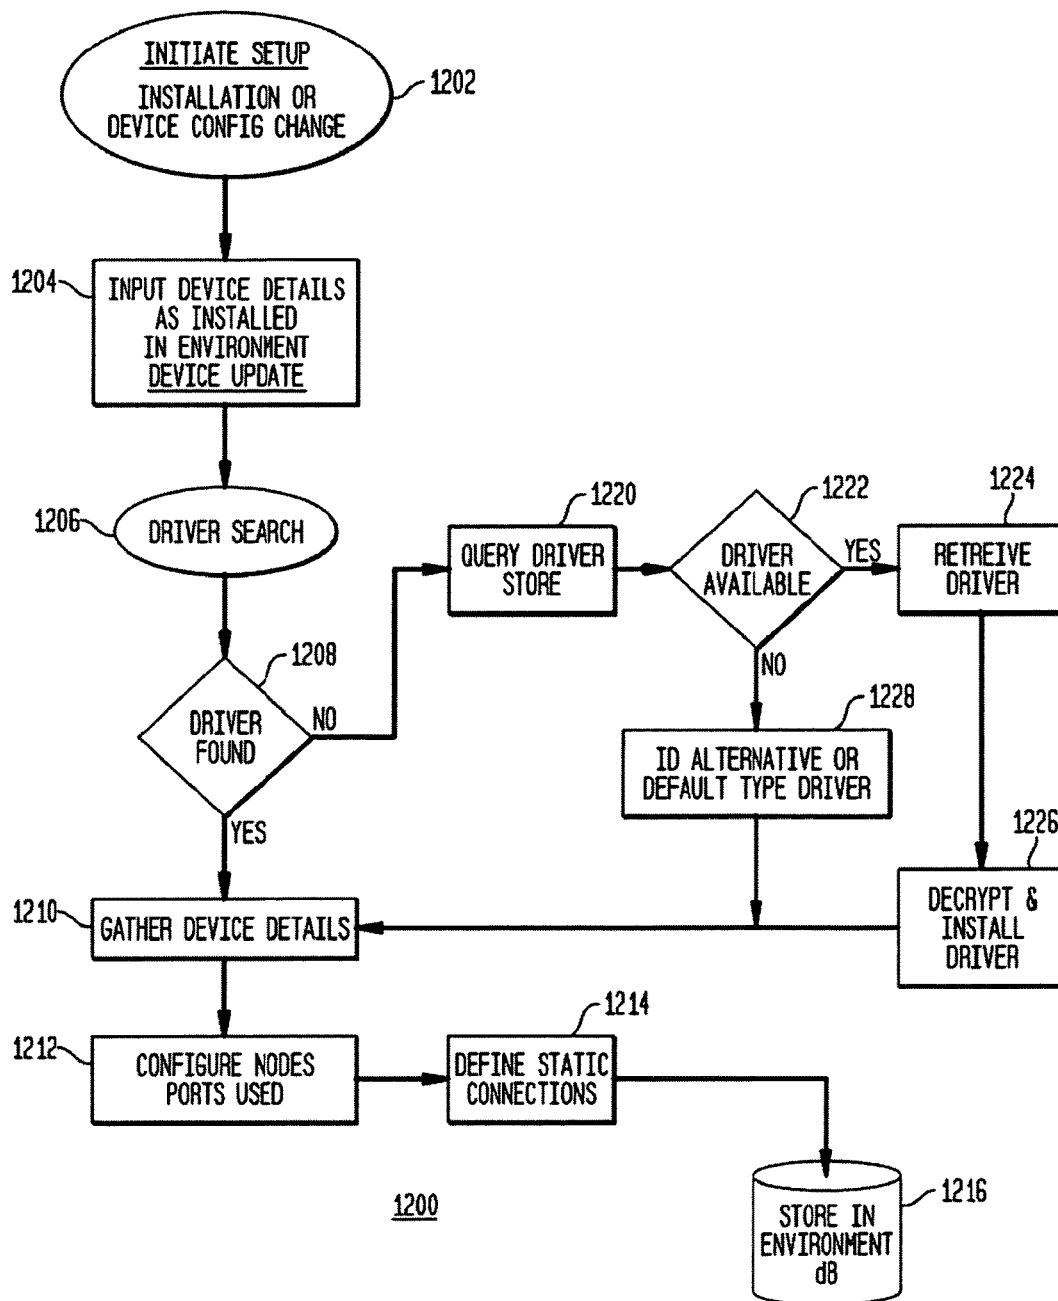 INITIATE SETUP
INSTALLATION OR
DEVICE CONFIG CHANGE
1202
1204
INPUT DEVICE DETAILS
AS INSTALLED
IN ENVIRONMENT
DEVICE UPDATE
1206
DRIVER SEARCH
1208
DRIVER
FOUND
NO
YES
1220
QUERY DRIVER
STORE
1222
DRIVER
AVAILABLE
YES
NO
1224
RETREIVE
DRIVER
1228
ID ALTERNATIVE OR
DEFAULT TYPE DRIVER
1226
DECRYPT &
INSTALL
DRIVER
1210
GATHER DEVICE DETAILS
1212
CONFIGURE NODES
PORTS USED
1214
DEFINE STATIC
CONNECTIONS
1216
STORE IN
ENVIRONMENT
dB
1200